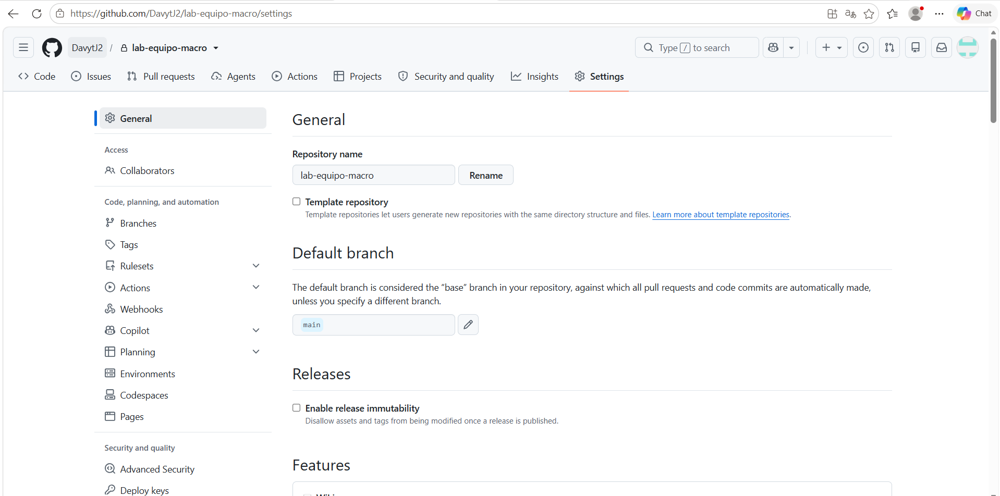 https://github.com/DavytJ2/lab-equipo-macro/settings
Chat
DavytJ2 / lab-equipo-macro
Type / to search
Code Issues Pull requests Agents Actions Projects Security and quality Insights Settings
General
Access
Collaborators
Code, planning, and automation
Branches
Tags
Rulesets
Actions
Webhooks
Copilot
Planning
Environments
Codespaces
Pages
Security and quality
Advanced Security
Deploy keys
General
Repository name
lab-equipo-macro Rename
Template repository
Template repositories let users generate new repositories with the same directory structure and files. Learn more about template repositories.
Default branch
The default branch is considered the “base” branch in your repository, against which all pull requests and code commits are automatically made,
unless you specify a different branch.
main
Releases
Enable release immutability
Disallow assets and tags from being modified once a release is published.
Features